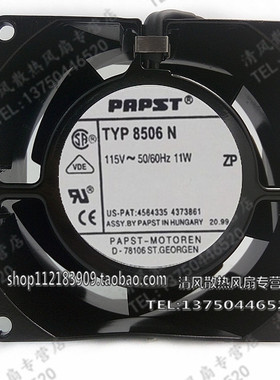 PAPST
TYP 8506 N
VDE
115V~ 50/60Hz 11W
ZP
US-PAT:4564335 4373861
ASSY.BY PAPST IN HUNGARY 20.99
PAPST-MOTOREN
D-78106 ST.GEORGEN
shop112183909.taobao.com
清风散热风扇专营店
TEL:13750446520